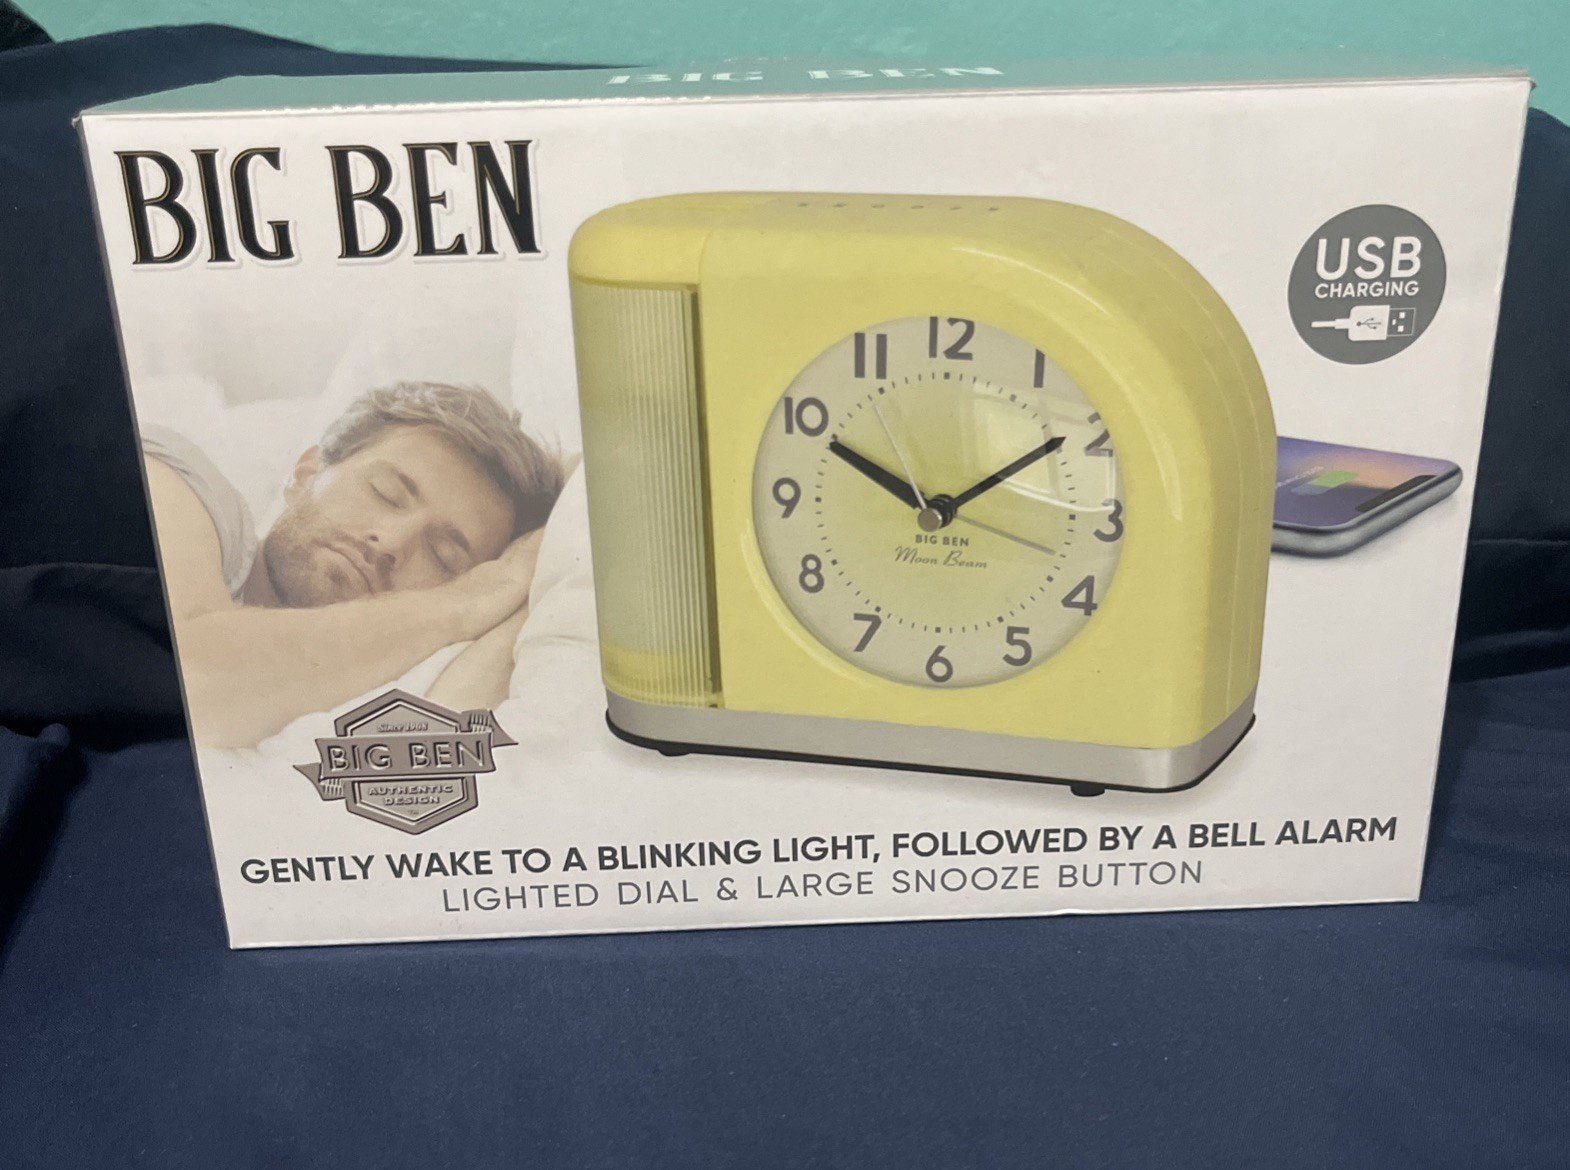 BIG BEN
BIG BEN
USB
CHARGING
SNOOZE
12
1
2
3
4
5
6
7
8
9
10
11
BIG BEN
Moon Beam
Since 1908
BIG BEN
AUTHENTIC
DESIGN
TM
GENTLY WAKE TO A BLINKING LIGHT, FOLLOWED BY A BELL ALARM
LIGHTED DIAL & LARGE SNOOZE BUTTON